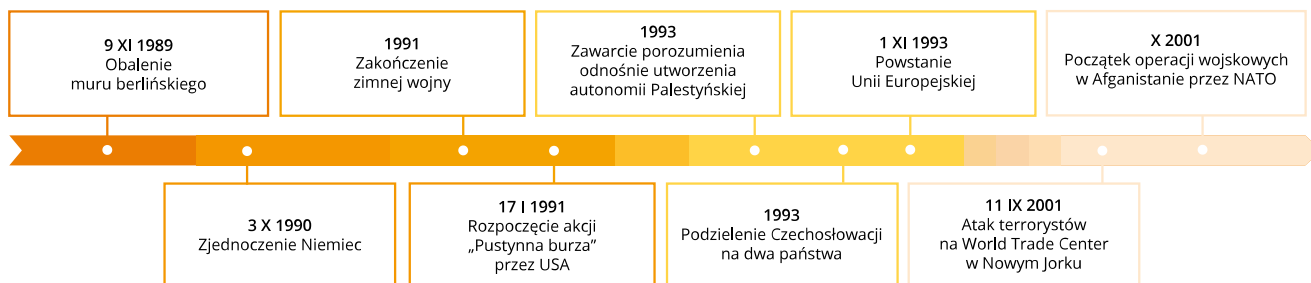 9 XI 1989
Obalenie
muru berlińskiego
1991
Zakończenie
zimnej wojny
1993
Zawarcie porozumienia
odnośnie utworzenia
autonomii Palestyńskiej
1 XI 1993
Powstanie
Unii Europejskiej
X 2001
Początek operacji wojskowych
w Afganistanie przez NATO
3 X 1990
Zjednoczenie Niemiec
17 I 1991
Rozpoczęcie akcji
„Pustynna burza”
przez USA
1993
Podzielenie Czechosłowacji
na dwa państwa
11 IX 2001
Atak terrorystów
na World Trade Center
w Nowym Jorku